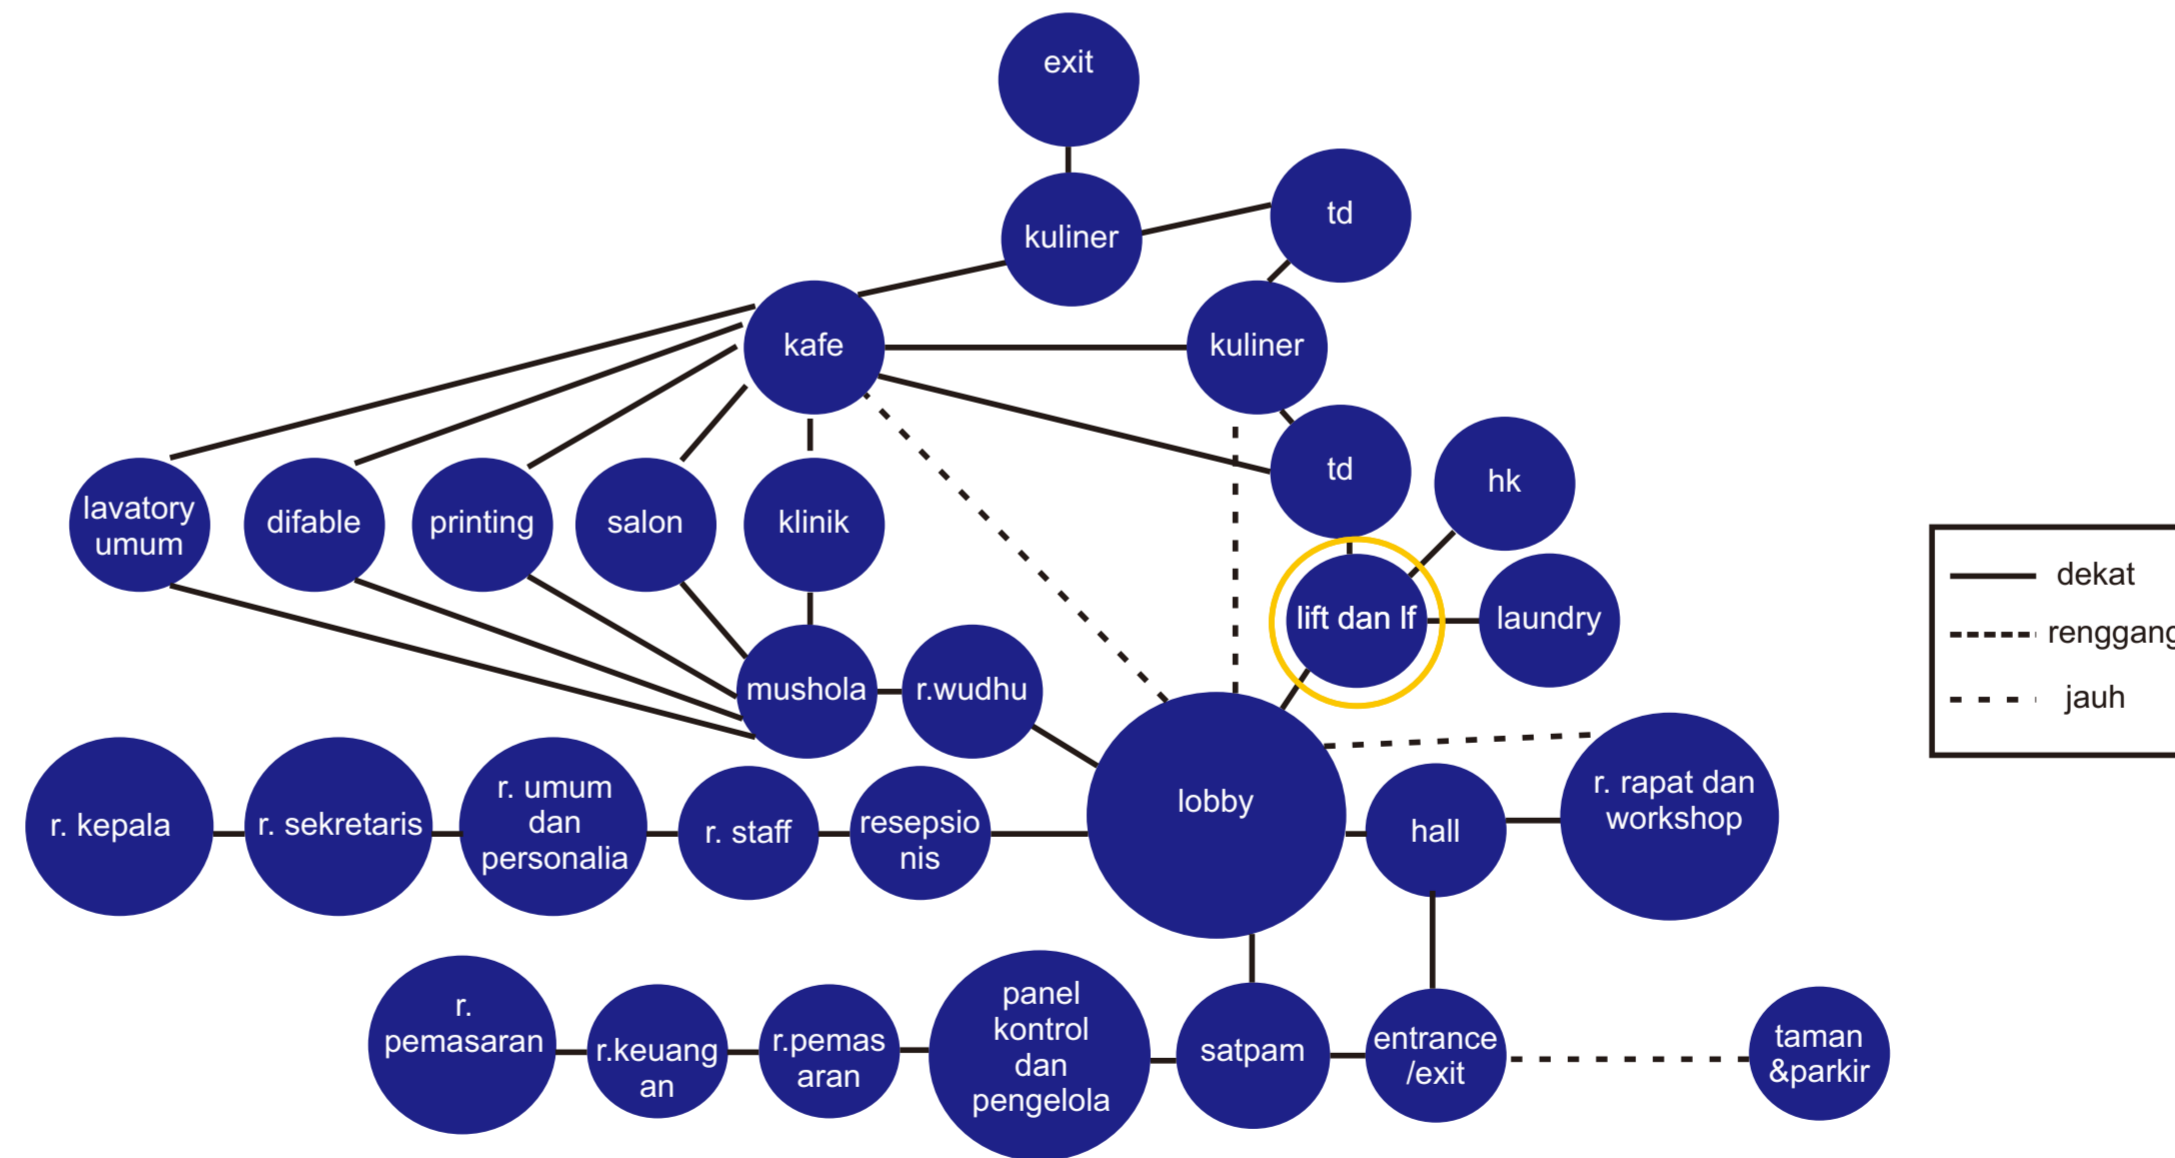 exit
td
kuliner
kafe
kuliner
td
hk
lavatory
umum
difable
printing
salon
klinik
lift dan lf
laundry
dekat
renggang
jauh
mushola
r.wudhu
r. kepala
r. sekretaris
r. umum
dan
personalia
r. staff
resepsio
nis
lobby
hall
r. rapat dan
workshop
r.
pemasaran
r.keuang
an
r.pemas
aran
panel
kontrol
dan
pengelola
satpam
entrance
/exit
taman
&parkir